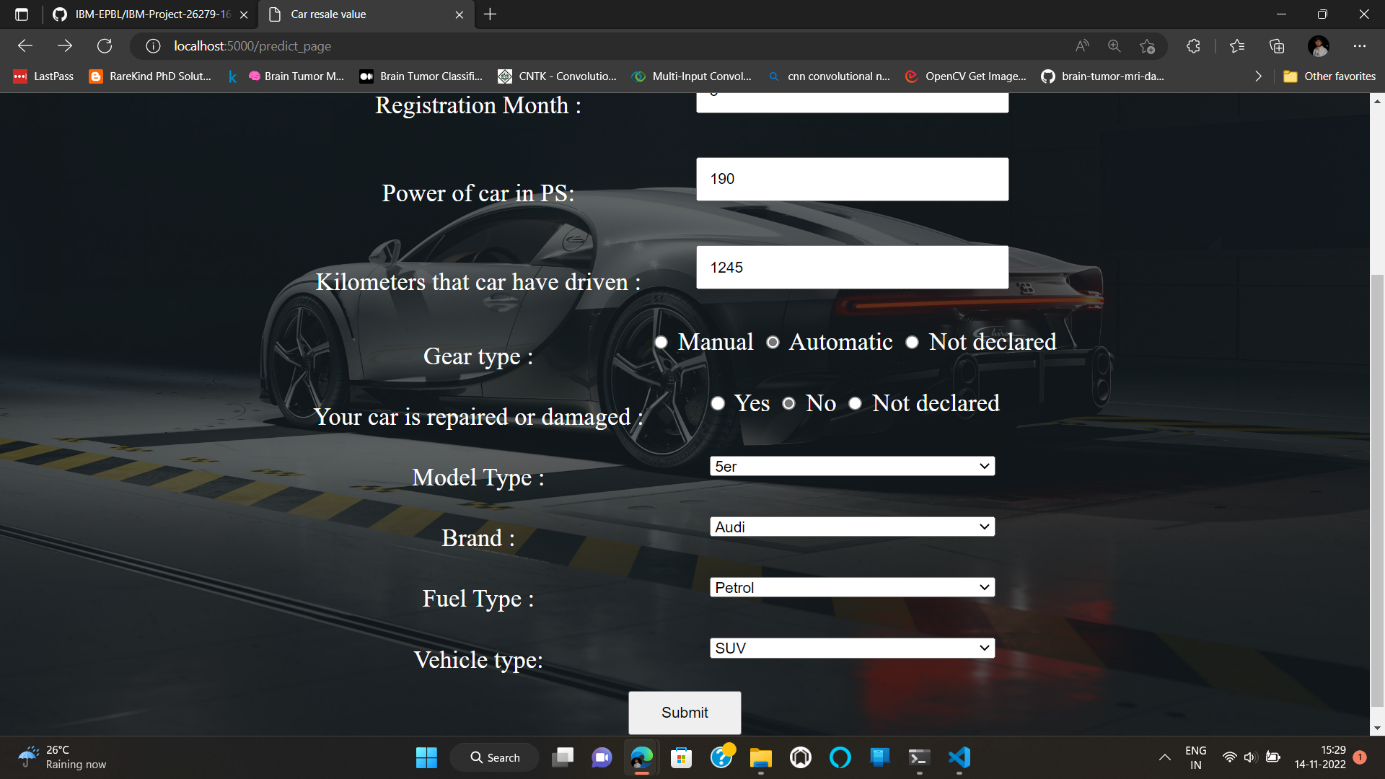 IBM-EPBL/IBM-Project-26279-16
Car resale value
localhost:5000/predict_page
LastPass
RareKind PhD Solut...
Brain Tumor M...
Brain Tumor Classifi...
CNTK - Convolutio...
Multi-Input Convol...
cnn convolutional n...
OpenCV Get Image...
brain-tumor-mri-da...
Other favorites
Registration Month :
Power of car in PS:
190
Kilometers that car have driven :
1245
Gear type :
Manual Automatic Not declared
Your car is repaired or damaged :
Yes No Not declared
Model Type :
5er
Brand :
Audi
Fuel Type :
Petrol
Vehicle type:
SUV
Submit
26°C
Raining now
Search
ENG
IN
15:29
14-11-2022
1